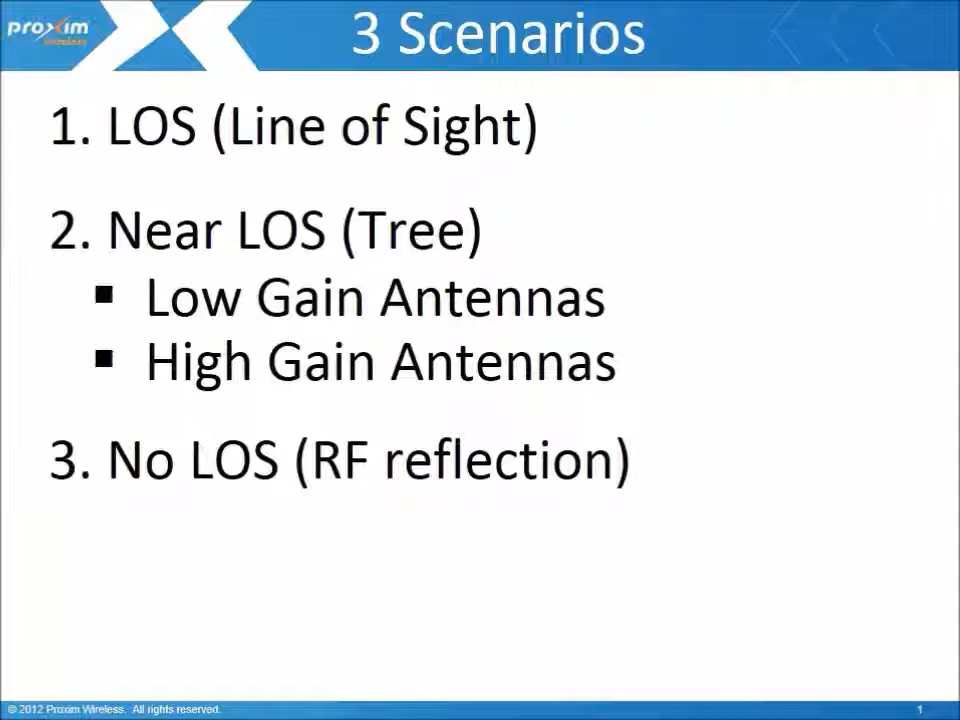 proxim
wireless
3 Scenarios
1. LOS (Line of Sight)
2. Near LOS (Tree)
▪ Low Gain Antennas
▪ High Gain Antennas
3. No LOS (RF reflection)
© 2012 Proxim Wireless. All rights reserved.
1